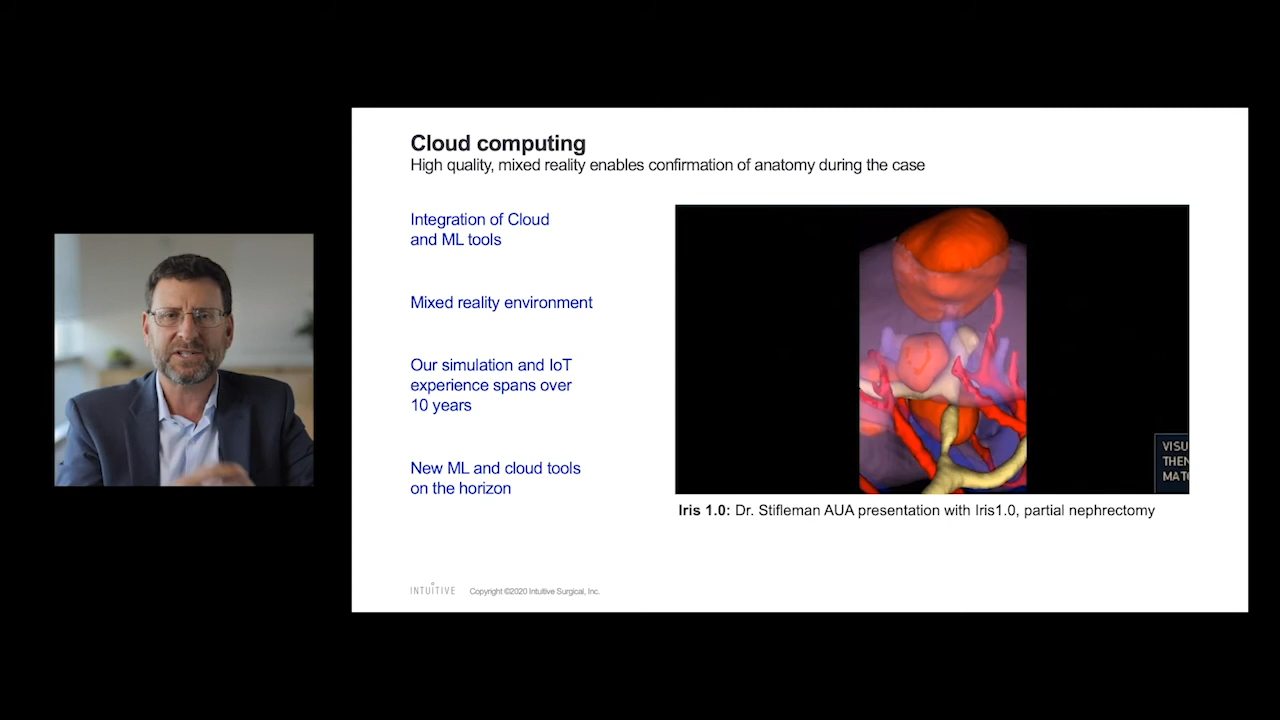 Cloud computing
High quality, mixed reality enables confirmation of anatomy during the case
Integration of Cloud
and ML tools
Mixed reality environment
Our simulation and IoT
experience spans over
10 years
New ML and cloud tools
on the horizon
VISU
THEN
MATC
Iris 1.0: Dr. Stifleman AUA presentation with Iris1.0, partial nephrectomy
INTUITIVE Copyright ©2020 Intuitive Surgical, Inc.